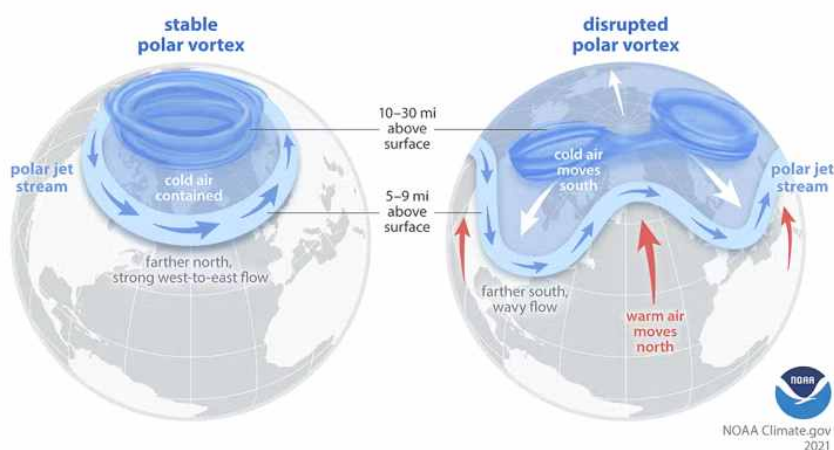 stable
polar vortex
disrupted
polar vortex
10–30 mi
above
surface
polar jet
stream
cold air
contained
cold air
moves
south
polar jet
stream
5–9 mi
above
surface
farther north,
strong west-to-east flow
farther south,
wavy flow
warm air
moves
north
NOAA
NOAA Climate.gov
2021